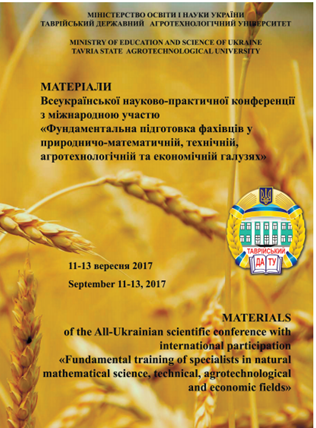 МІНІСТЕРСТВО ОСВІТИ І НАУКИ УКРАЇНИ
ТАВРІЙСЬКИЙ ДЕРЖАВНИЙ АГРОТЕХНОЛОГІЧНИЙ УНІВЕРСИТЕТ
MINISTRY OF EDUCATION AND SCIENCE OF UKRAINE
TAVRIA STATE AGROTECHNOLOGICAL UNIVERSITY
МАТЕРІАЛИ
Всеукраїнської науково-практичної конференції
з міжнародною участю
«Фундаментальна підготовка фахівців у
природничо-математичній, технічній,
агротехнологічній та економічній галузях»
ТАВРІЙСЬКИЙ
ДА ТУ
11-13 вересня 2017
September 11-13, 2017
MATERIALS
of the All-Ukrainian scientific conference with
international participation
«Fundamental training of specialists in natural
mathematical science, technical, agrotechnological
and economic fields»